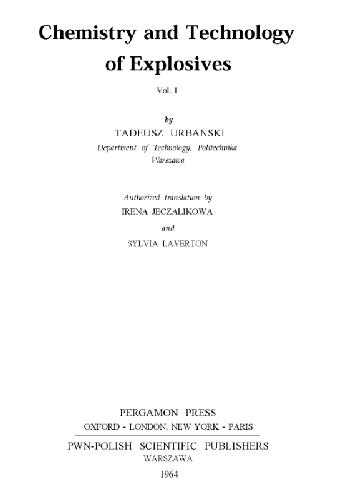 Chemistry and Technology
of Explosives
Vol. I
by
TADEUSZ URBANSKI
Department of Technology, Politechnika
Warszawa
Authorized translation by
IRENA JECZALIKOWA
and
SYLVIA LAVERTON
PERGAMON PRESS
OXFORD - LONDON, NEW YORK - PARIS
PWN-POLISH SCIENTIFIC PUBLISHERS
WARSZAWA
1964